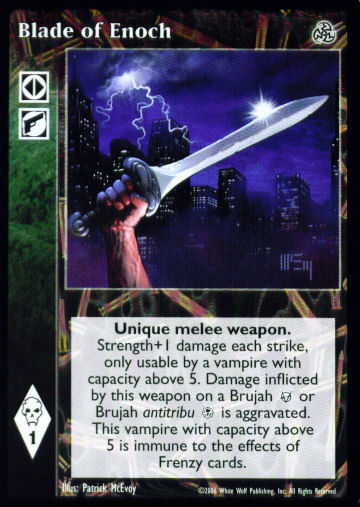 Blade of Enoch
Unique melee weapon.
Strength+1 damage each strike,
only usable by a vampire with
capacity above 5. Damage inflicted
by this weapon on a Brujah or
Brujah antitribu is aggravated.
This vampire with capacity above
5 is immune to the effects of
Frenzy cards.
1
Illus: Patrick McEvoy
©2006 White Wolf Publishing, Inc. All Rights Reserved.